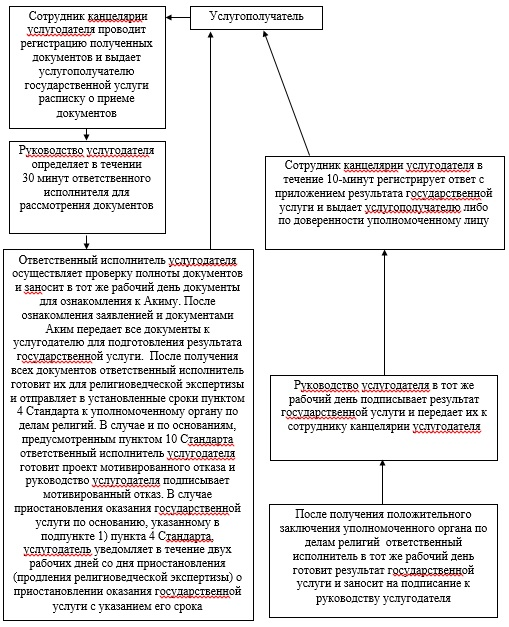 Услугополучатель
Сотрудник канцелярии
услугодателя проводит
регистрацию полученных
документов и выдает
услугополучателю
государственной услуги
расписку о приеме
документов
Руководство услугодателя
определяет в течении
30 минут ответственного
исполнителя для
рассмотрения документов
Ответственный исполнитель услугодателя
осуществляет проверку полноты документов
и заносит в тот же рабочий день документы
для ознакомления к Акиму. После
ознакомления заявленией и документами
Аким передает все документы к
услугодателю для подготовления результата
государственной услуги. После получения
всех документов ответственный исполнитель
готовит их для религиоведческой экспертизы
и отправляет в установленные сроки пунктом
4 Стандарта к уполномоченному органу по
делам религий. В случае и по основаниям,
предусмотренным пунктом 10 Стандарта
ответственный исполнитель услугодателя
готовит проект мотивированного отказа и
руководство услугодателя подписывает
мотивированный отказ. В случае
приостановления оказания государственной
услуги по основанию, указанному в
подпункте 1) пункта 4 Стандарта,
услугодатель уведомляет в течение двух
рабочих дней со дня приостановления
(продления религиоведческой экспертизы) о
приостановлении оказания государственной
услуги с указанием его срока
Сотрудник канцелярии услугодателя в
течение 10-минут регистрирует ответ с
приложением результата государственной
услуги и выдает услугополучателю либо
по доверенности уполномоченному лицу
Руководство услугодателя в тот же
рабочий день подписывает результат
государственной услуги и передает их к
сотруднику канцелярии услугодателя
После получения положительного
заключения уполномоченного органа по
делам религий ответственный
исполнитель в тот же рабочий день
готовит результат государственной
услуги и заносит на подписание к
руководству услугодателя